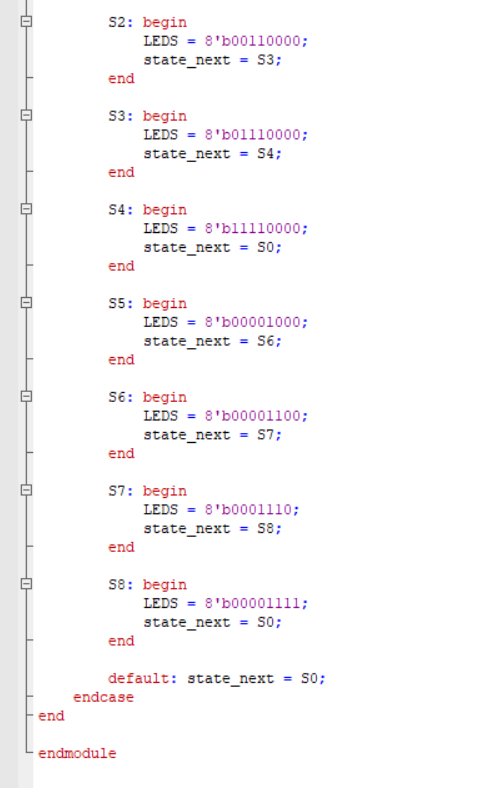 S2: begin
LEDS = 8'b00110000;
state_next = S3;
end
S3: begin
LEDS = 8'b01110000;
state_next = S4;
end
S4: begin
LEDS = 8'b11110000;
state_next = S0;
end
S5: begin
LEDS = 8'b00001000;
state_next = S6;
end
S6: begin
LEDS = 8'b00001100;
state_next = S7;
end
S7: begin
LEDS = 8'b0001110;
state_next = S8;
end
S8: begin
LEDS = 8'b00001111;
state_next = S0;
end
default: state_next = S0;
endcase
end
endmodule